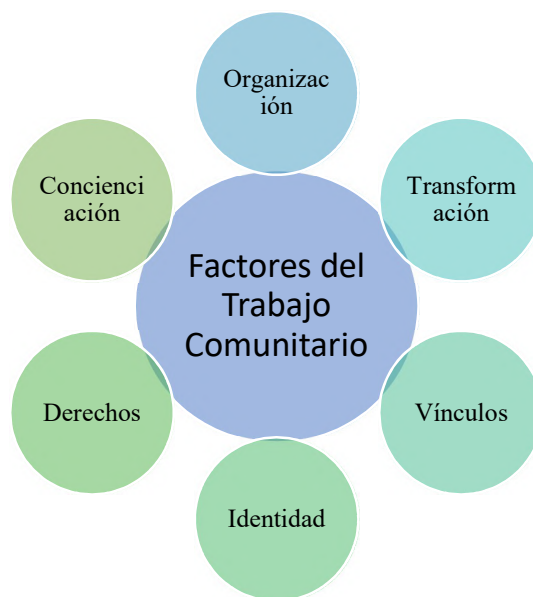 Organizac
ión
Transform
ación
Vínculos
Identidad
Derechos
Concienci
ación
Factores del
Trabajo
Comunitario